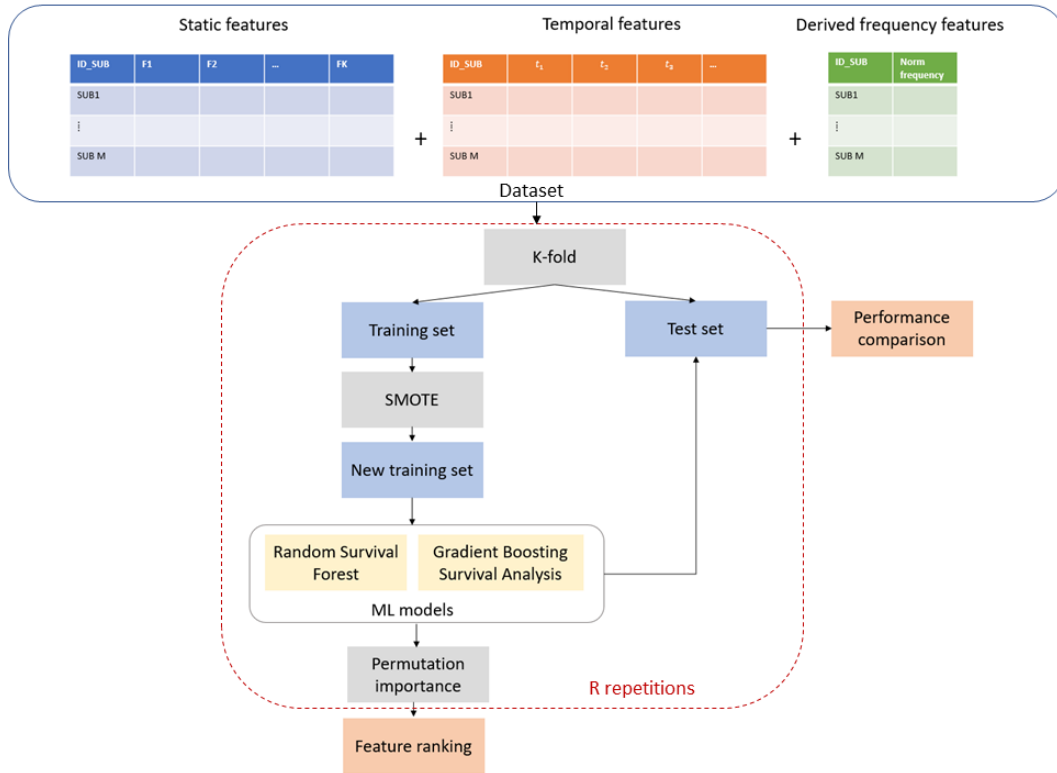 Static features
Temporal features
Derived frequency features
ID_SUB F1 F2 ... FK
SUB1
⋮
SUB M
+
ID_SUB t₁ t₂ t₃ ...
SUB1
⋮
SUB M
+
ID_SUB Norm frequency
SUB1
⋮
SUB M
Dataset
K-fold
Training set
Test set
Performance
comparison
SMOTE
New training set
Random Survival
Forest
Gradient Boosting
Survival Analysis
ML models
Permutation
importance
R repetitions
Feature ranking